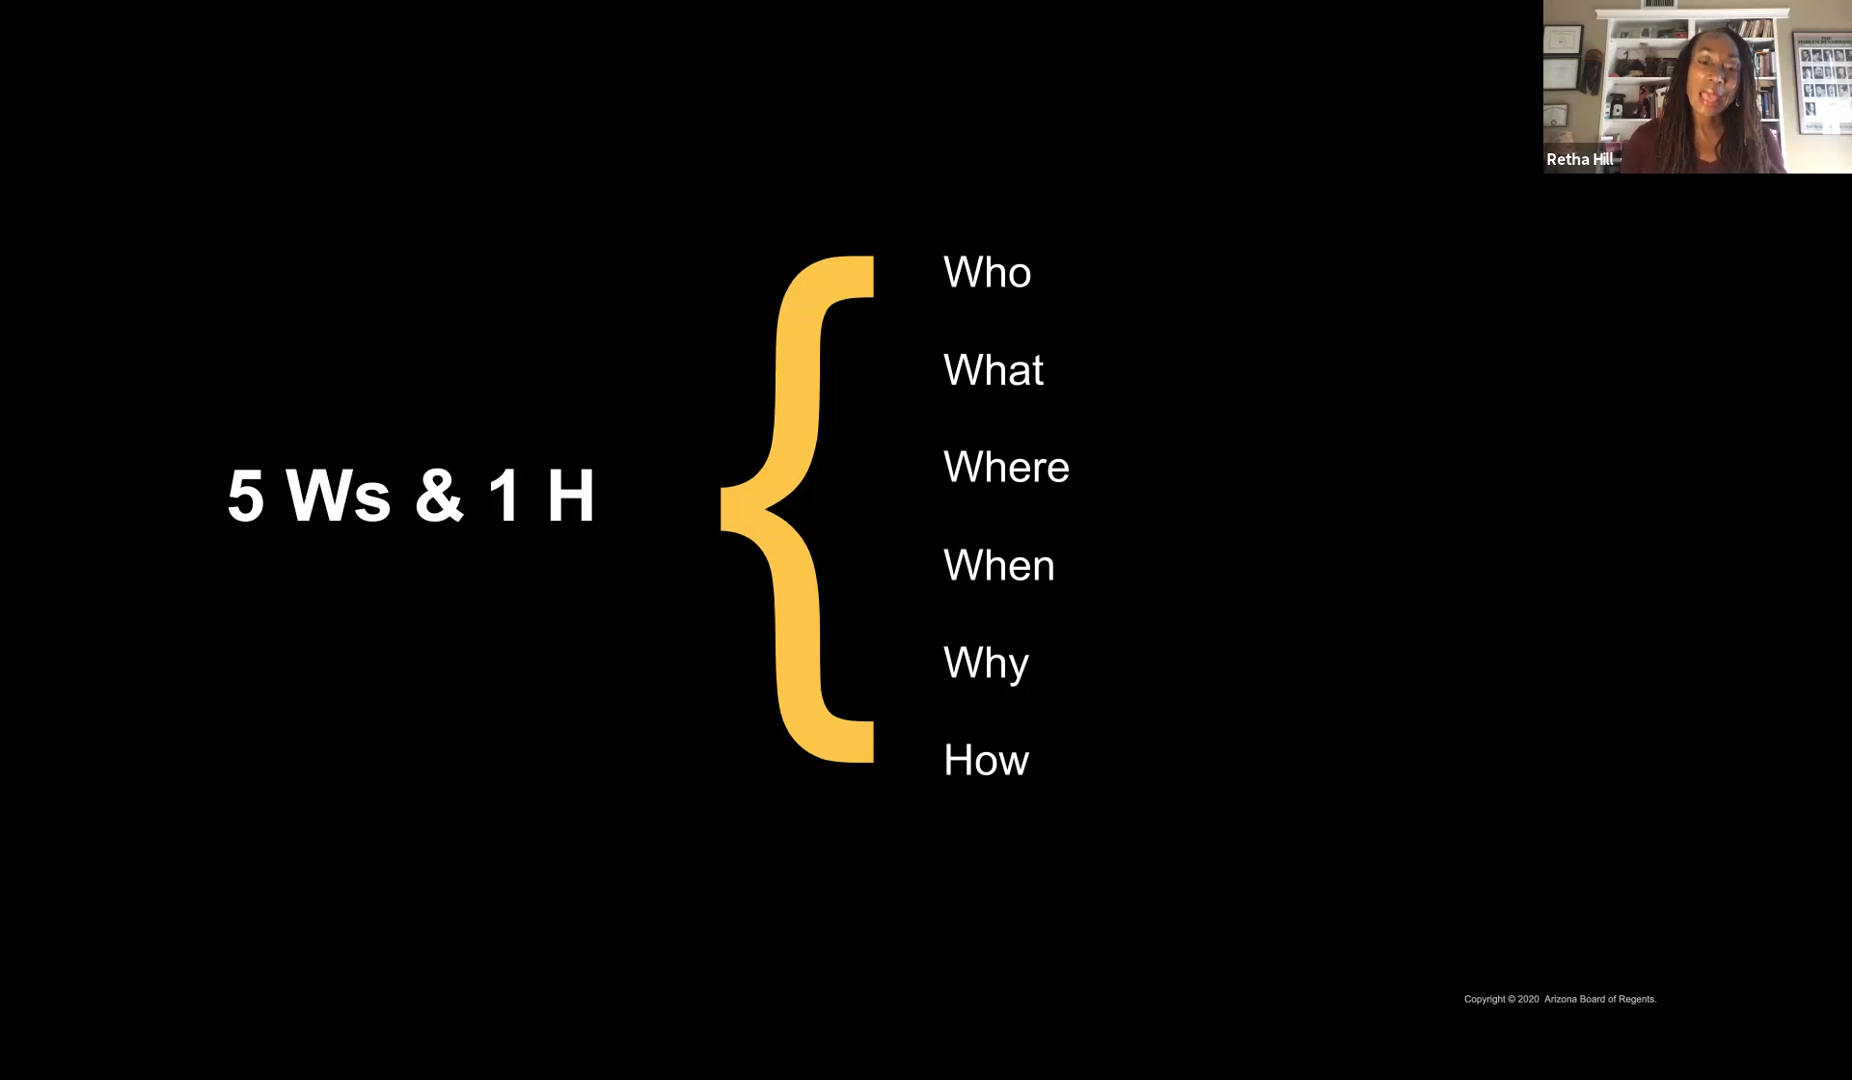 Retha Hill
5 Ws & 1 H
Who
What
Where
When
Why
How
Copyright © 2020 Arizona Board of Regents.